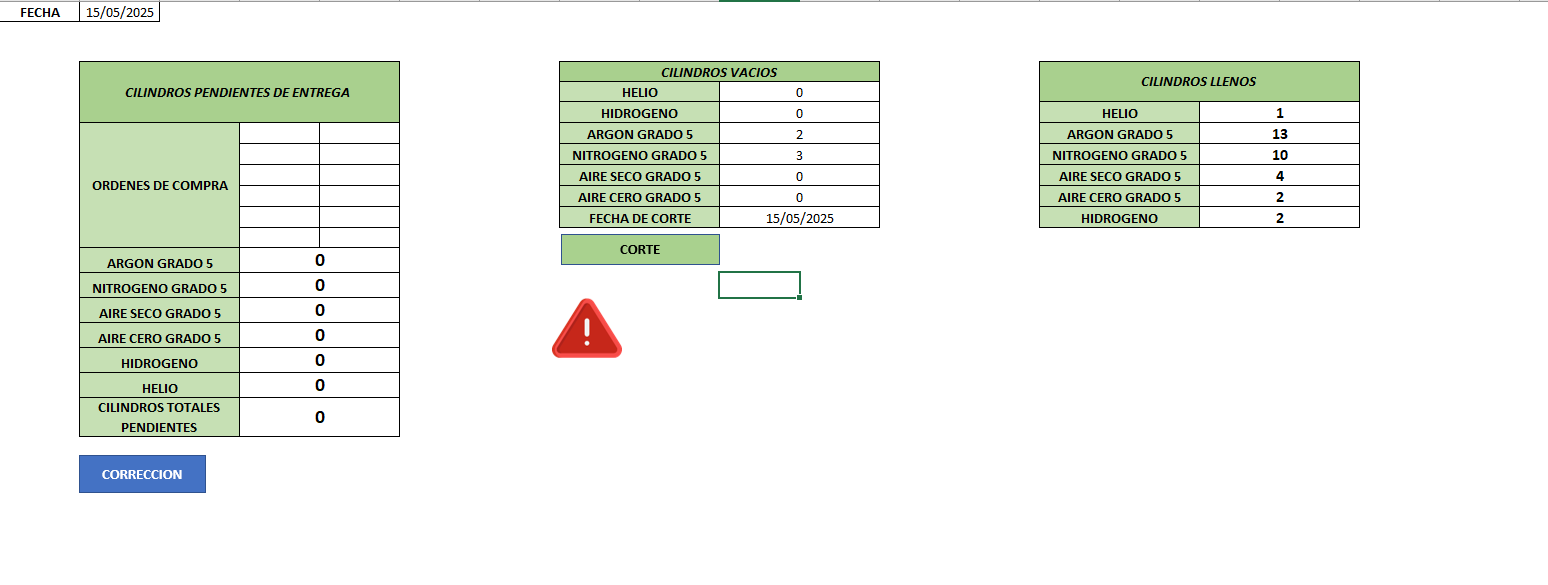 FECHA 15/05/2025
CILINDROS PENDIENTES DE ENTREGA
ORDENES DE COMPRA
ARGON GRADO 5 0
NITROGENO GRADO 5 0
AIRE SECO GRADO 5 0
AIRE CERO GRADO 5 0
HIDROGENO 0
HELIO 0
CILINDROS TOTALES
PENDIENTES 0
CORRECCION
CILINDROS VACIOS
HELIO 0
HIDROGENO 0
ARGON GRADO 5 2
NITROGENO GRADO 5 3
AIRE SECO GRADO 5 0
AIRE CERO GRADO 5 0
FECHA DE CORTE 15/05/2025
CORTE
!
CILINDROS LLENOS
HELIO 1
ARGON GRADO 5 13
NITROGENO GRADO 5 10
AIRE SECO GRADO 5 4
AIRE CERO GRADO 5 2
HIDROGENO 2